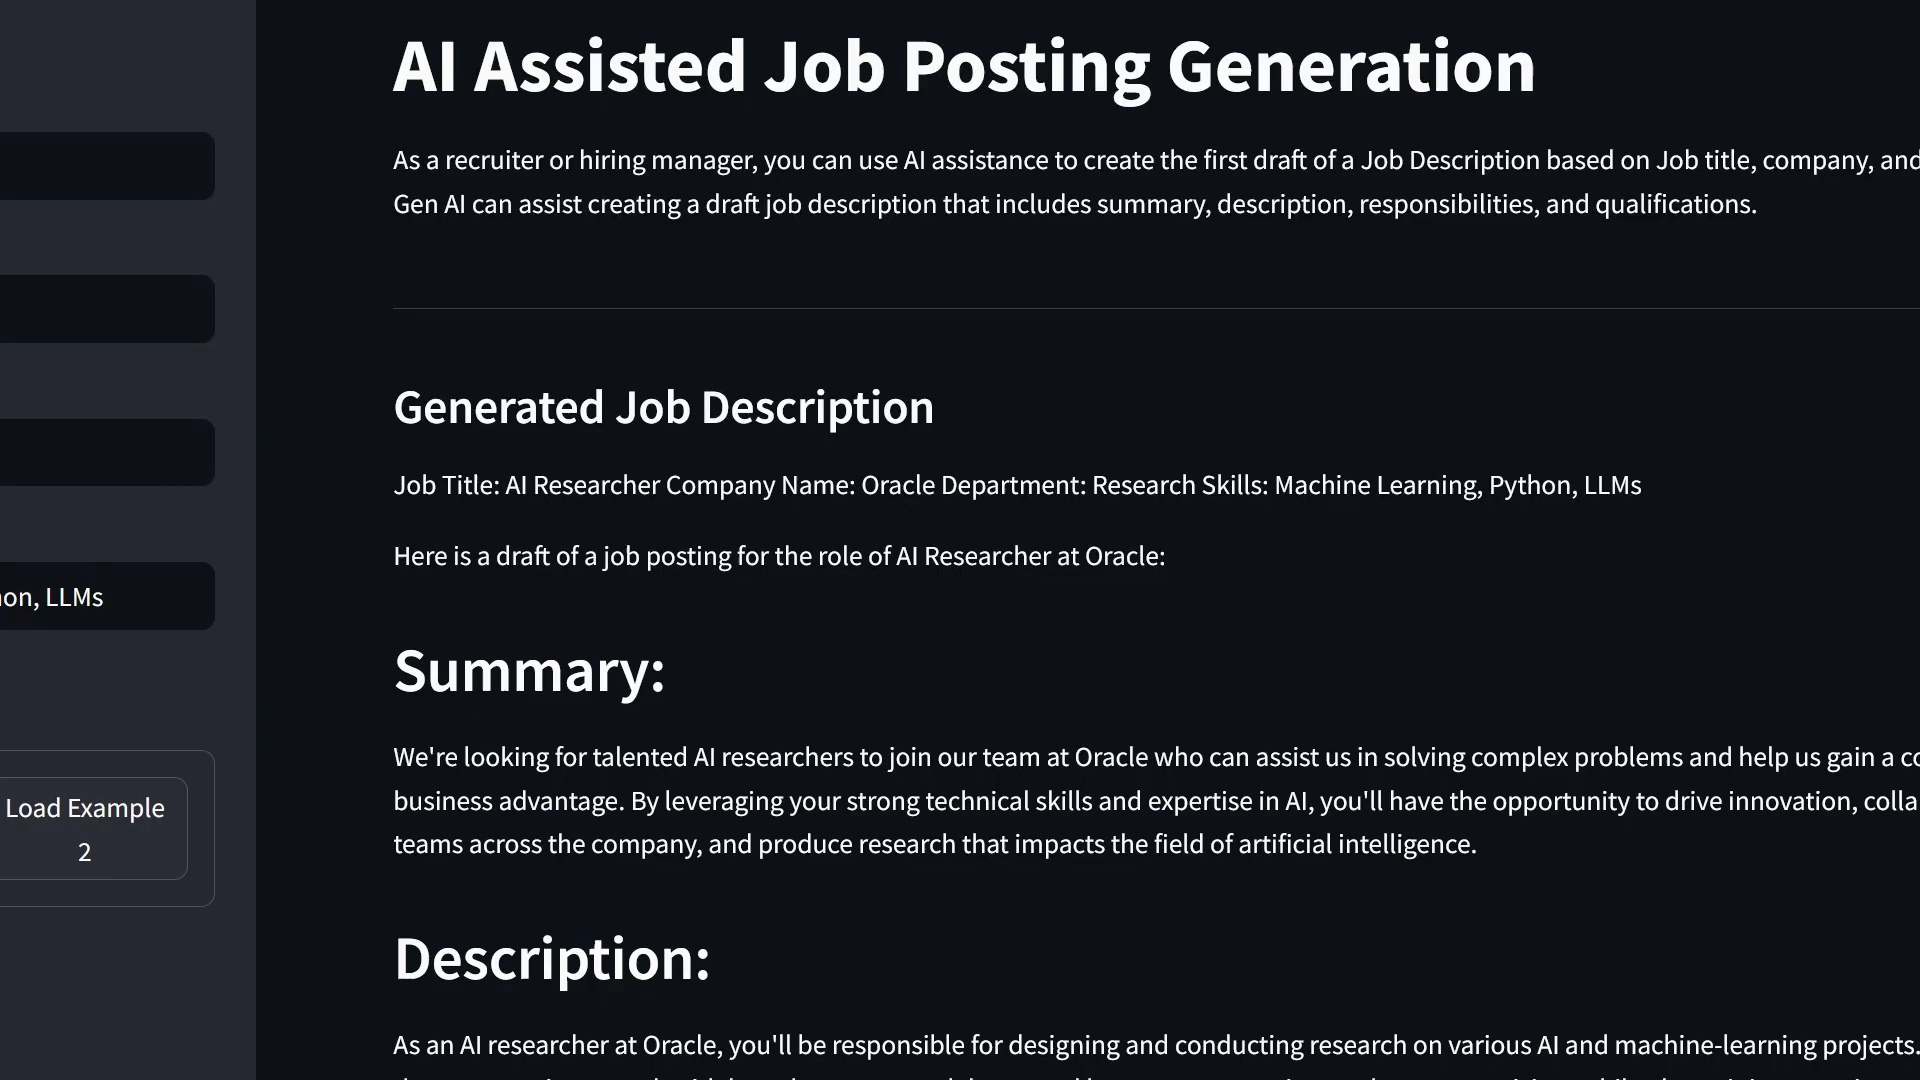 AI Assisted Job Posting Generation
As a recruiter or hiring manager, you can use AI assistance to create the first draft of a Job Description based on Job title, company, and
Gen AI can assist creating a draft job description that includes summary, description, responsibilities, and qualifications.
Generated Job Description
Job Title: AI Researcher Company Name: Oracle Department: Research Skills: Machine Learning, Python, LLMs
Here is a draft of a job posting for the role of AI Researcher at Oracle:
on, LLMs
Summary:
We're looking for talented AI researchers to join our team at Oracle who can assist us in solving complex problems and help us gain a
business advantage. By leveraging your strong technical skills and expertise in AI, you'll have the opportunity to drive innovation,
teams across the company, and produce research that impacts the field of artificial intelligence.
Load Example
2
Description:
As an AI researcher at Oracle, you'll be responsible for designing and conducting research on various AI and machine-learning projects.